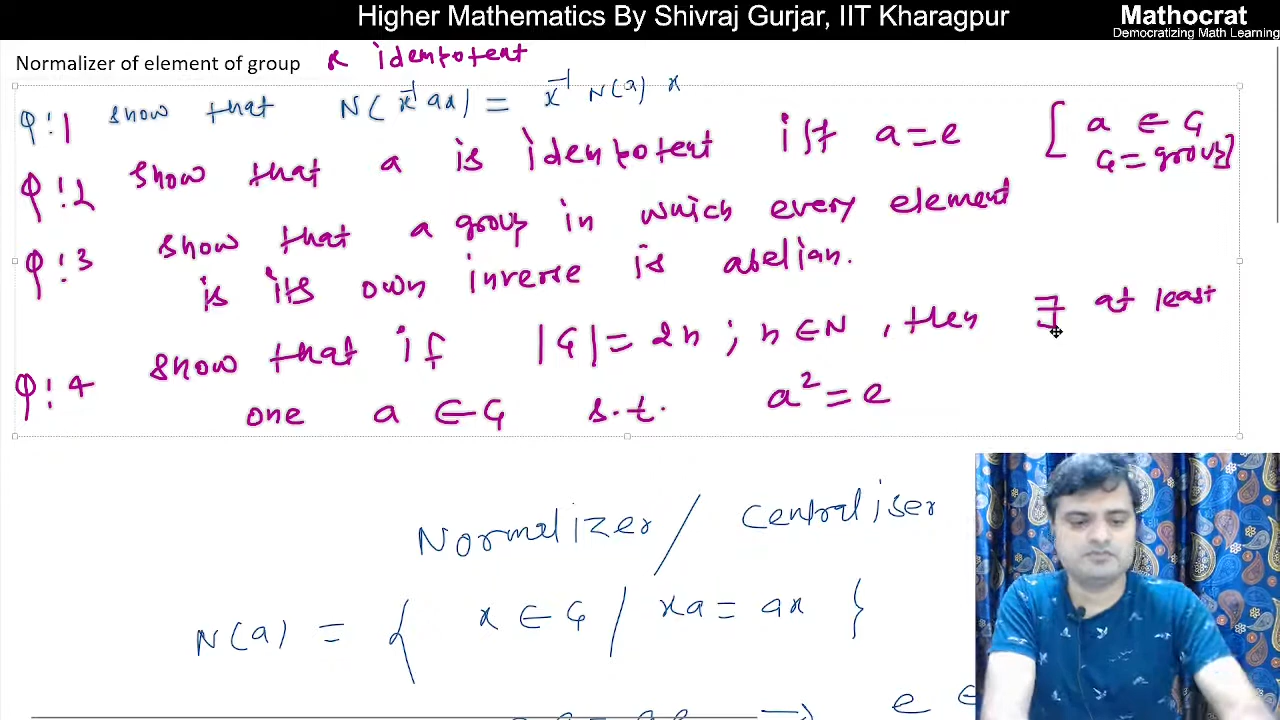 Higher Mathematics By Shivraj Gurjar, IIT Kharagpur
Mathocrat
Democratizing Math Learning
Normalizer of element of group & idempotent
Q:1 show that N(x⁻¹ax) = x⁻¹ N(a) x
Q:2 show that a is idempotent iff a=e [a ∈ G
G = group]
Q:3 show that a group in which every element
is its own inverse is abelian.
Q:4 show that if |G| = 2n ; n ∈ N, then ∃ at least
one a ∈ G s.t. a² = e
Normalizer / Centraliser
N(a) = { x ∈ G / xa = ax }
e ∈